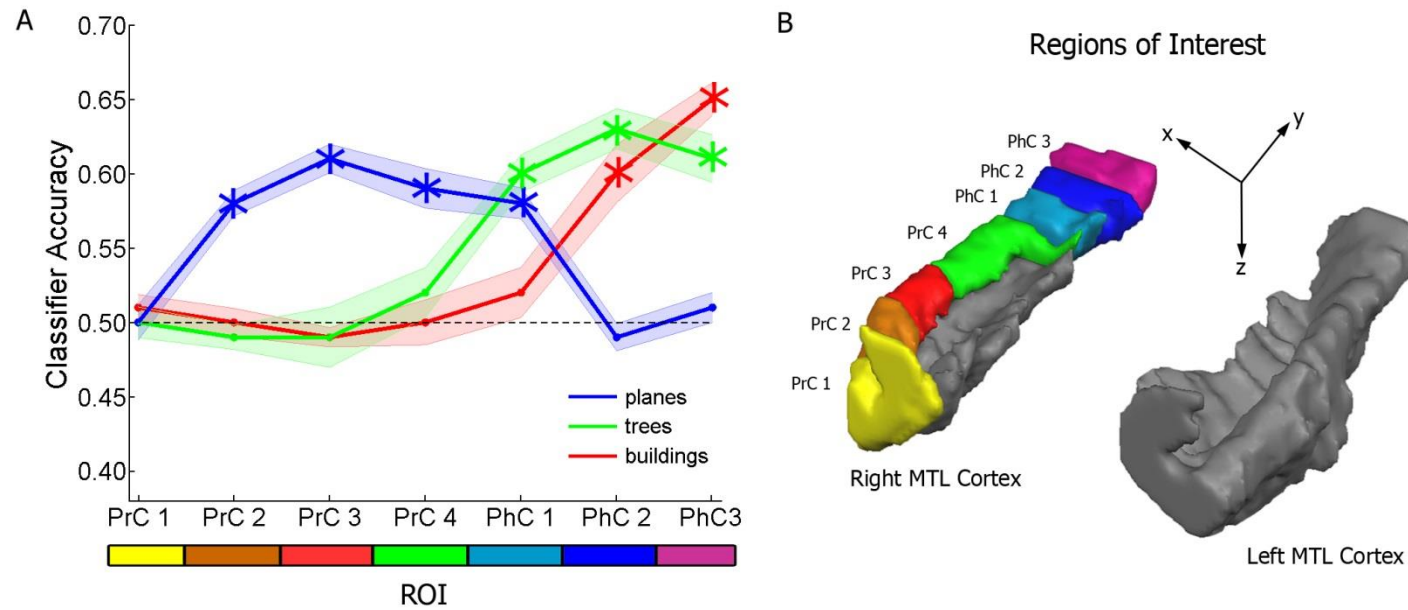 A
Classifier Accuracy
0.70
0.65
0.60
0.55
0.50
0.45
0.40
planes
trees
buildings
PrC 1 PrC 2 PrC 3 PrC 4 PhC 1 PhC 2 PhC3
ROI
B
Regions of Interest
PhC 3
PhC 2
PhC 1
PrC 4
PrC 3
PrC 2
PrC 1
x
y
z
Right MTL Cortex
Left MTL Cortex